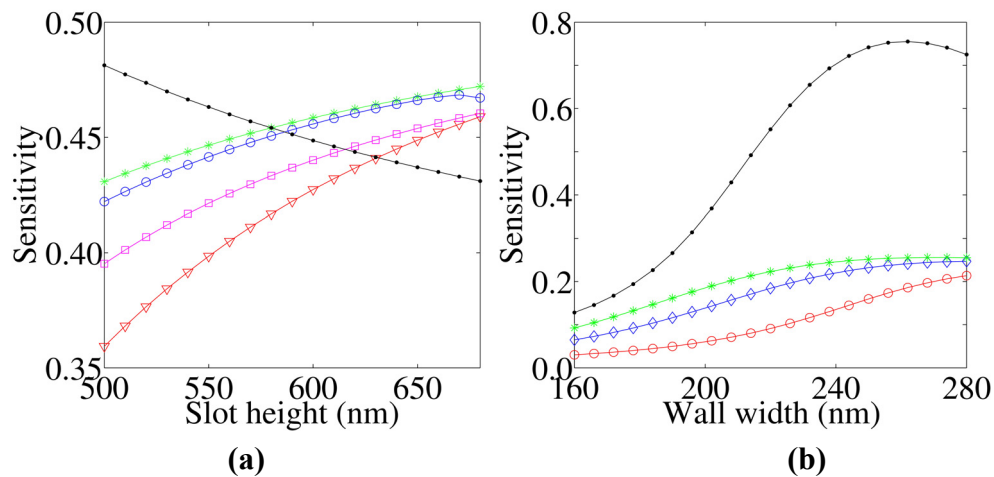 0.50
0.45
0.40
0.35
Sensitivity
500 550 600 650
Slot height (nm)
(a)
0.8
0.6
0.4
0.2
0.0
Sensitivity
160 200 240 280
Wall width (nm)
(b)